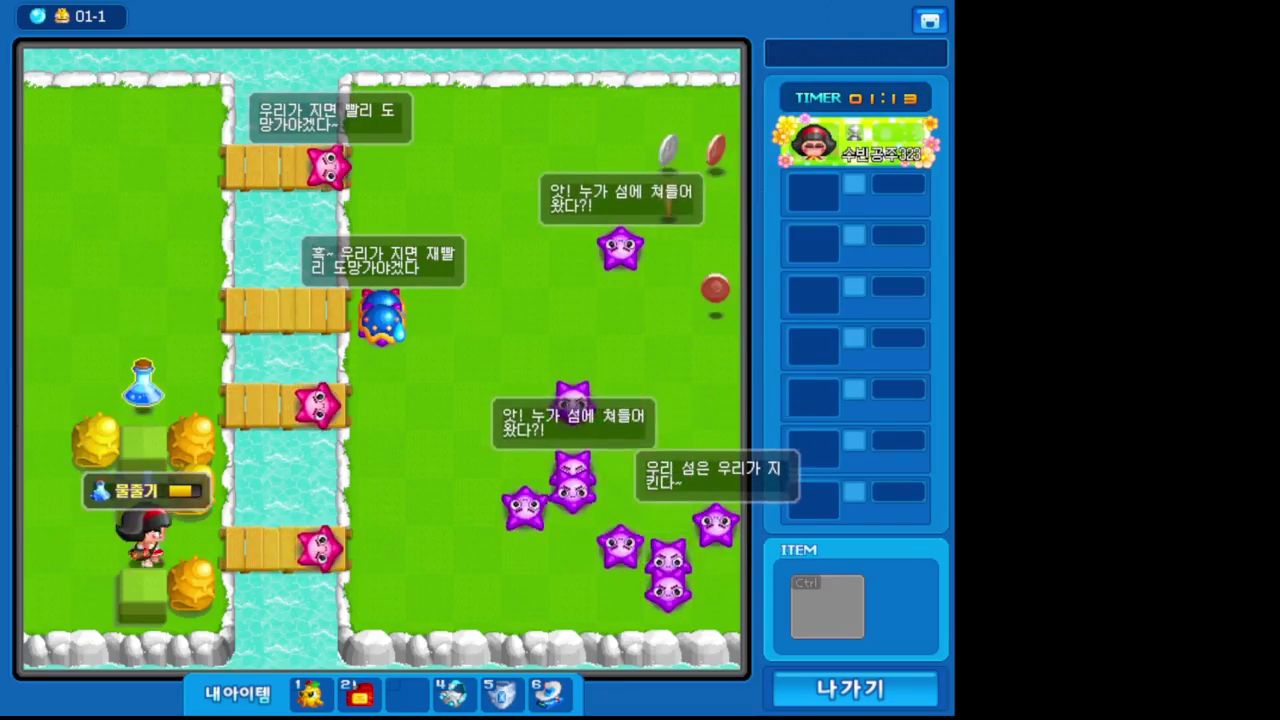 01-1
우리가 지면 빨리 도
망가야겠다~
TIMER 01:13
수빈공주323
앗! 누가 섬에 쳐들어
왔다?!
흑~ 우리가 지면 재빨
리 도망가야겠다
앗! 누가 섬에 쳐들어
왔다?!
우리 섬은 우리가 지
킨다~
물줄기
ITEM
Ctrl
내아이템
1 2 4 5 6
나가기